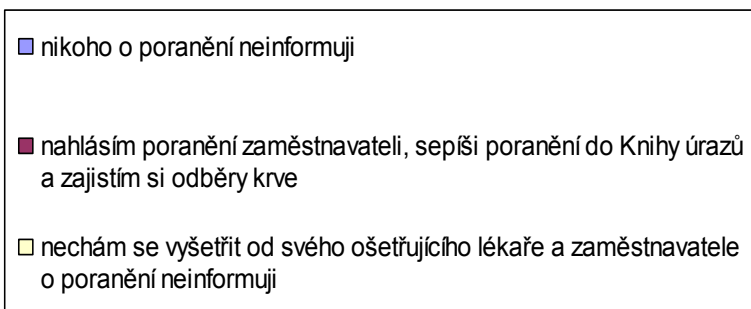 nikoho o poranění neinformuji
nahlásím poranění zaměstnavateli, sepíši poranění do Knihy úrazů
a zajistím si odběry krve
nechám se vyšetřit od svého ošetřujícího lékaře a zaměstnavatele
o poranění neinformuji